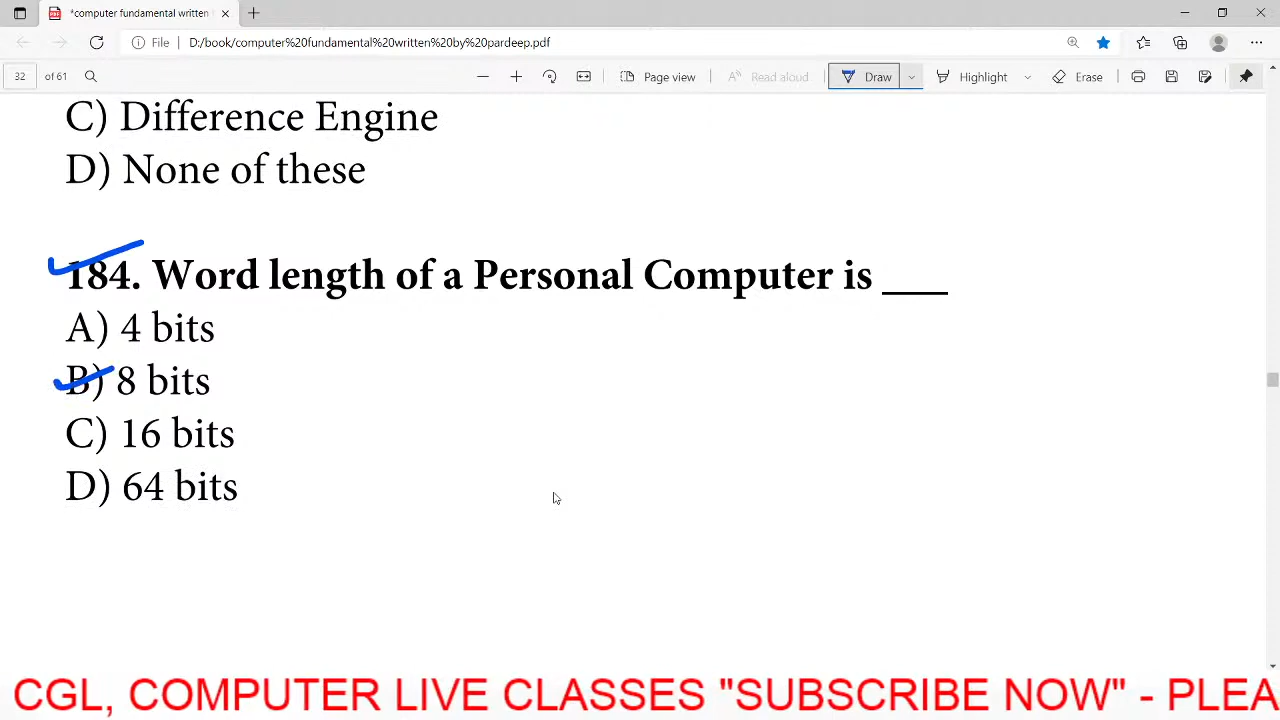 *computer fundamental written
File | D:/book/computer%20fundamental%20written%20by%20pardeep.pdf
32 of 61 Page view Read aloud Draw Highlight Erase
C) Difference Engine
D) None of these
184. Word length of a Personal Computer is ___
A) 4 bits
B) 8 bits
C) 16 bits
D) 64 bits
CGL, COMPUTER LIVE CLASSES "SUBSCRIBE NOW" - PLEA